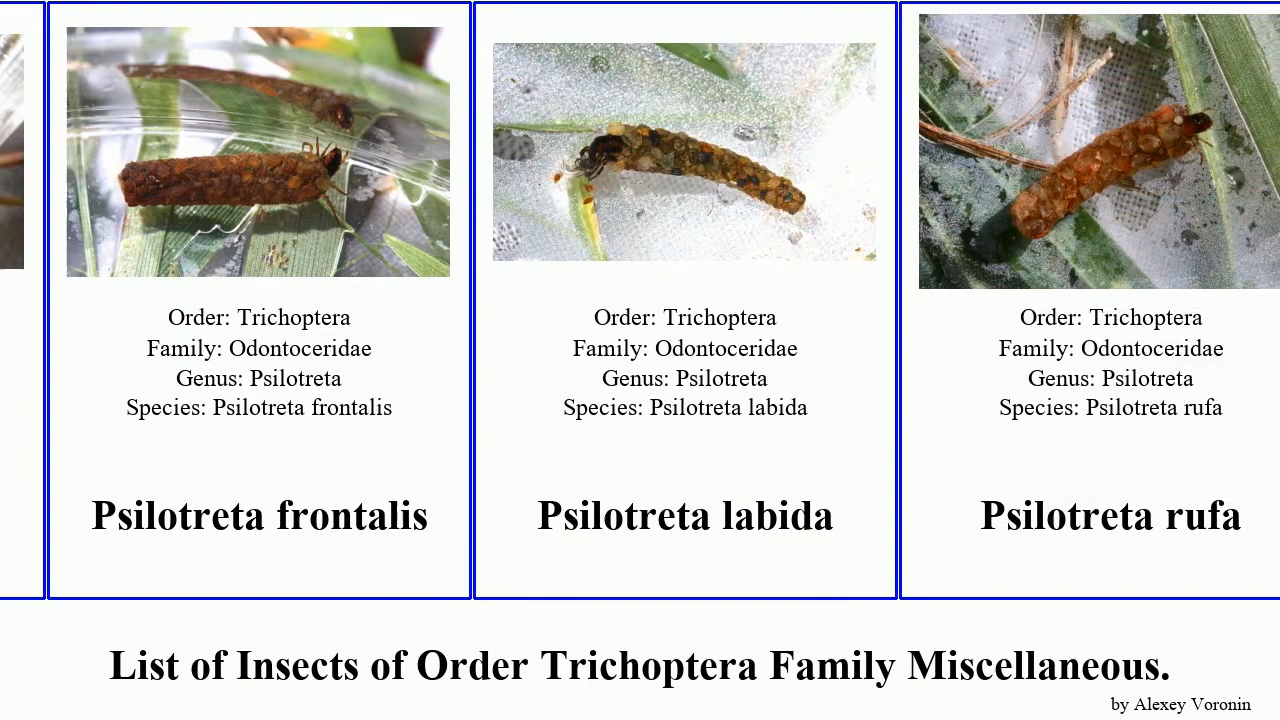 Order: Trichoptera
Family: Odontoceridae
Genus: Psilotreta
Species: Psilotreta frontalis
Psilotreta frontalis
Order: Trichoptera
Family: Odontoceridae
Genus: Psilotreta
Species: Psilotreta labida
Psilotreta labida
Order: Trichoptera
Family: Odontoceridae
Genus: Psilotreta
Species: Psilotreta rufa
Psilotreta rufa
List of Insects of Order Trichoptera Family Miscellaneous.
by Alexey Voronin